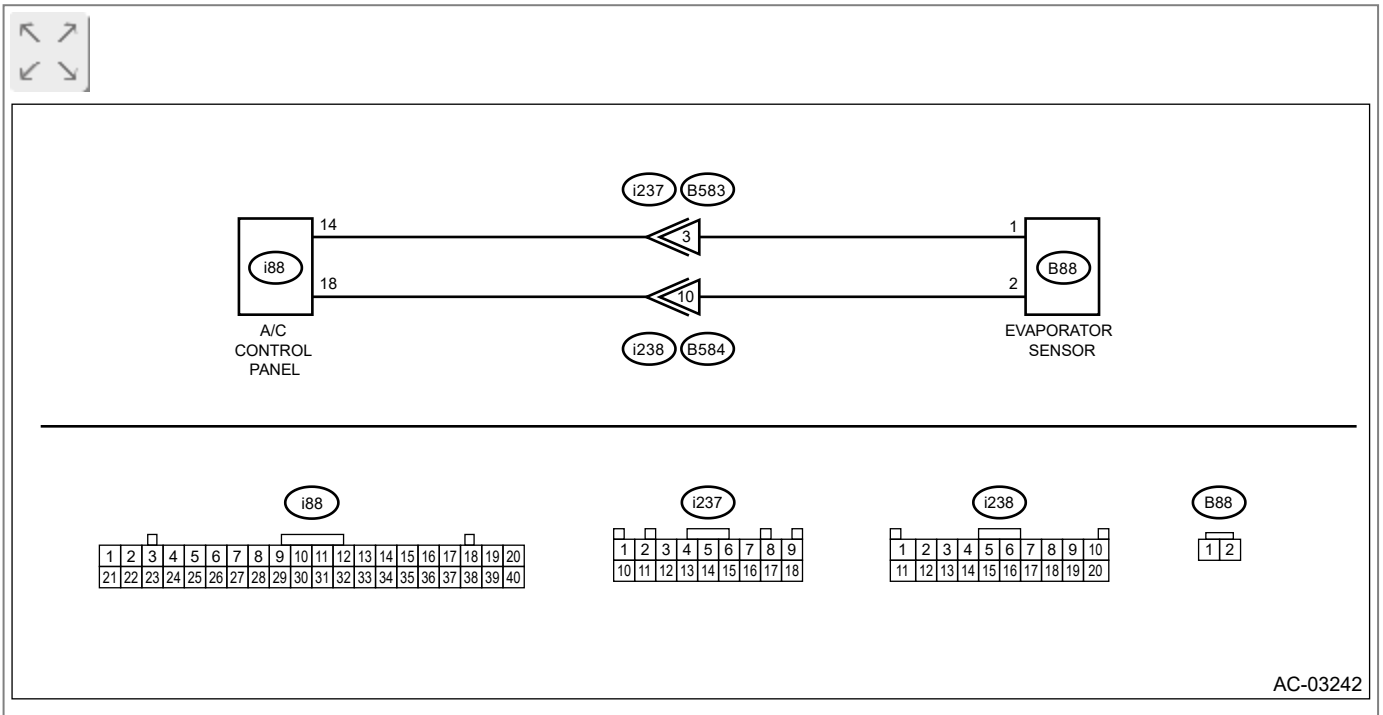 i237 B583
14 3 1
i88 B88
18 10 2
A/C
CONTROL
PANEL
i238 B584
EVAPORATOR
SENSOR
i88
1 2 3 4 5 6 7 8 9 10 11 12 13 14 15 16 17 18 19 20
21 22 23 24 25 26 27 28 29 30 31 32 33 34 35 36 37 38 39 40
i237
1 2 3 4 5 6 7 8 9
10 11 12 13 14 15 16 17 18
i238
1 2 3 4 5 6 7 8 9 10
11 12 13 14 15 16 17 18 19 20
B88
1 2
AC-03242